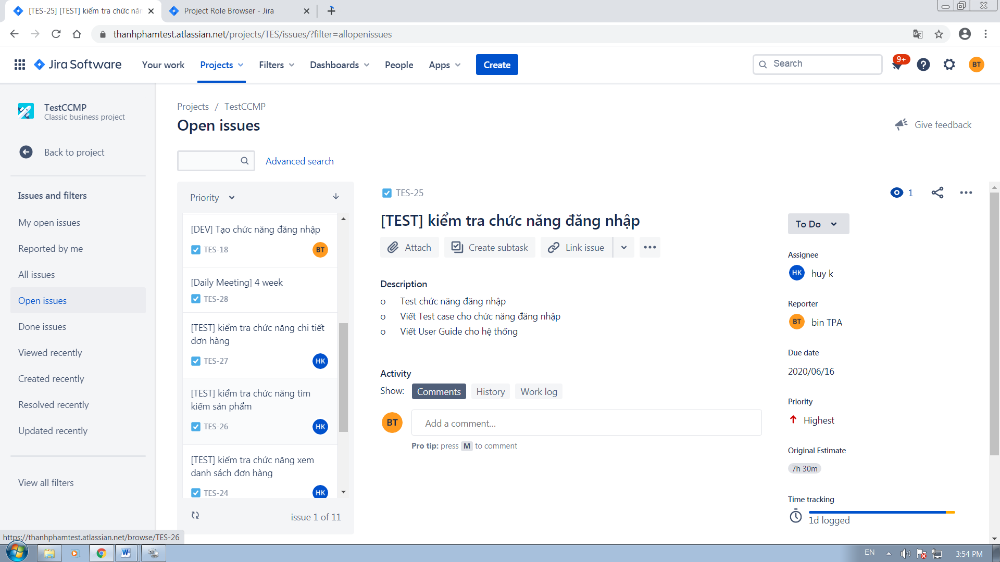 [TES-25] [TEST] kiểm tra chức năn
Project Role Browser - Jira
thanhphamtest.atlassian.net/projects/TES/issues/?filter=allopenissues
Jira Software
Your work
Projects
Filters
Dashboards
People
Apps
Create
Search
9+
BT
TestCCMP
Classic business project
Back to project
Issues and filters
My open issues
Reported by me
All issues
Open issues
Done issues
Viewed recently
Created recently
Resolved recently
Updated recently
View all filters
Projects / TestCCMP
Open issues
Give feedback
Advanced search
Priority
[DEV] Tạo chức năng đăng nhập
TES-18
BT
[Daily Meeting] 4 week
TES-28
[TEST] kiểm tra chức năng chi tiết
đơn hàng
TES-27
HK
[TEST] kiểm tra chức năng tìm
kiếm sản phẩm
TES-26
HK
[TEST] kiểm tra chức năng xem
danh sách đơn hàng
TES-24
HK
issue 1 of 11
TES-25
1
[TEST] kiểm tra chức năng đăng nhập
Attach
Create subtask
Link issue
Description
o Test chức năng đăng nhập
o Viết Test case cho chức năng đăng nhập
o Viết User Guide cho hệ thống
Activity
Show:
Comments
History
Work log
BT
Add a comment...
Pro tip: press M to comment
To Do
Assignee
HK
huy k
Reporter
BT
bin TPA
Due date
2020/06/16
Priority
Highest
Original Estimate
7h 30m
Time tracking
1d logged
https://thanhphamtest.atlassian.net/browse/TES-26
EN
3:54 PM